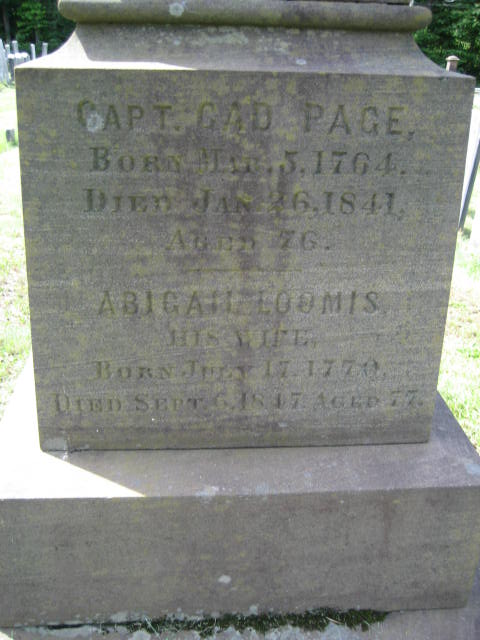 CAPT. GAD PAGE,
BORN MAR. 5, 1764.
DIED JAN 26, 1841,
AGED 76.
ABIGAIL LOOMIS,
HIS WIFE,
BORN JULY 17, 1770,
DIED SEPT. 6, 1847 AGED 77.